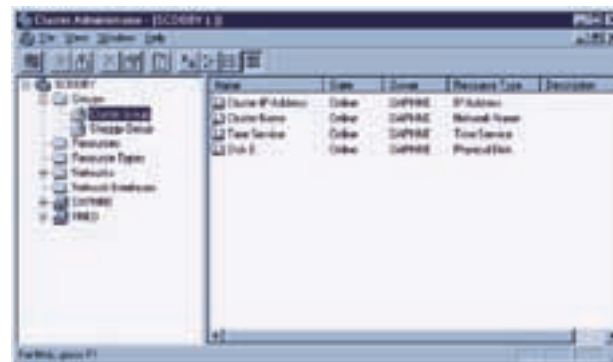 Cluster Administrator - [SCOOBY
File View Window Help
SCOOBY
Groups
Cluster Group
Resources
Resource Types
Networks
Network Interfaces
DAPHNE
FRED
Name State Owner Resource Type Description
Cluster IP Address Online DAPHNE IP Address
Cluster Name Online DAPHNE Network Name
Time Service Online DAPHNE Time Service
Disk Online DAPHNE Physical Disk
For Help, press F1